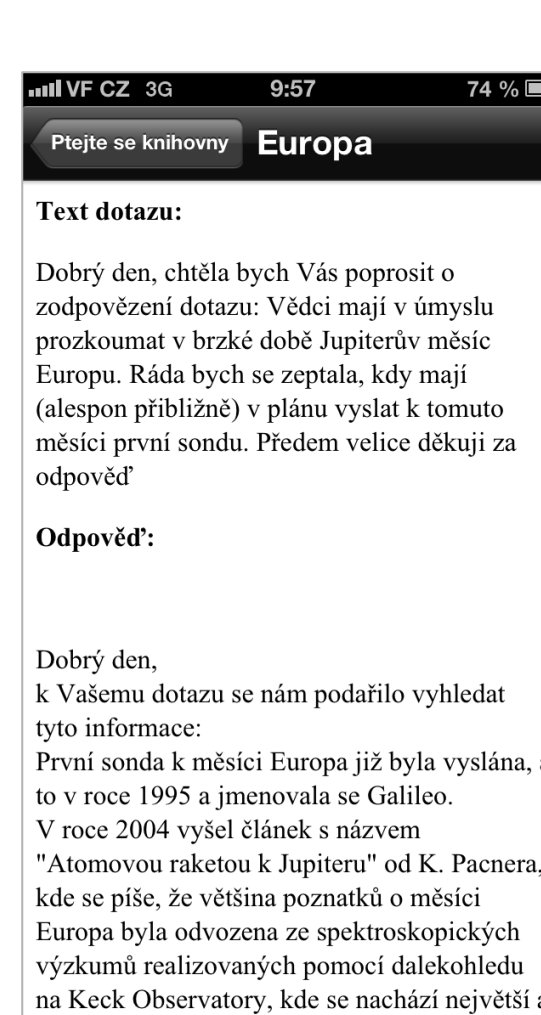 VF CZ 3G 9:57 74 %
Ptejte se knihovny Europa
Text dotazu:
Dobrý den, chtěla bych Vás poprosit o
zodpovězení dotazu: Vědci mají v úmyslu
prozkoumat v brzké době Jupiterův měsíc
Europu. Ráda bych se zeptala, kdy mají
(alespon přibližně) v plánu vyslat k tomuto
měsíci první sondu. Předem velice děkuji za
odpověď
Odpověď:
Dobrý den,
k Vašemu dotazu se nám podařilo vyhledat
tyto informace:
První sonda k měsíci Europa již byla vyslána,
to v roce 1995 a jmenovala se Galileo.
V roce 2004 vyšel článek s názvem
"Atomovou raketou k Jupiteru" od K. Pacnera,
kde se píše, že většina poznatků o měsíci
Europa byla odvozena ze spektroskopických
výzkumů realizovaných pomocí dalekohledu
na Keck Observatory, kde se nachází největší